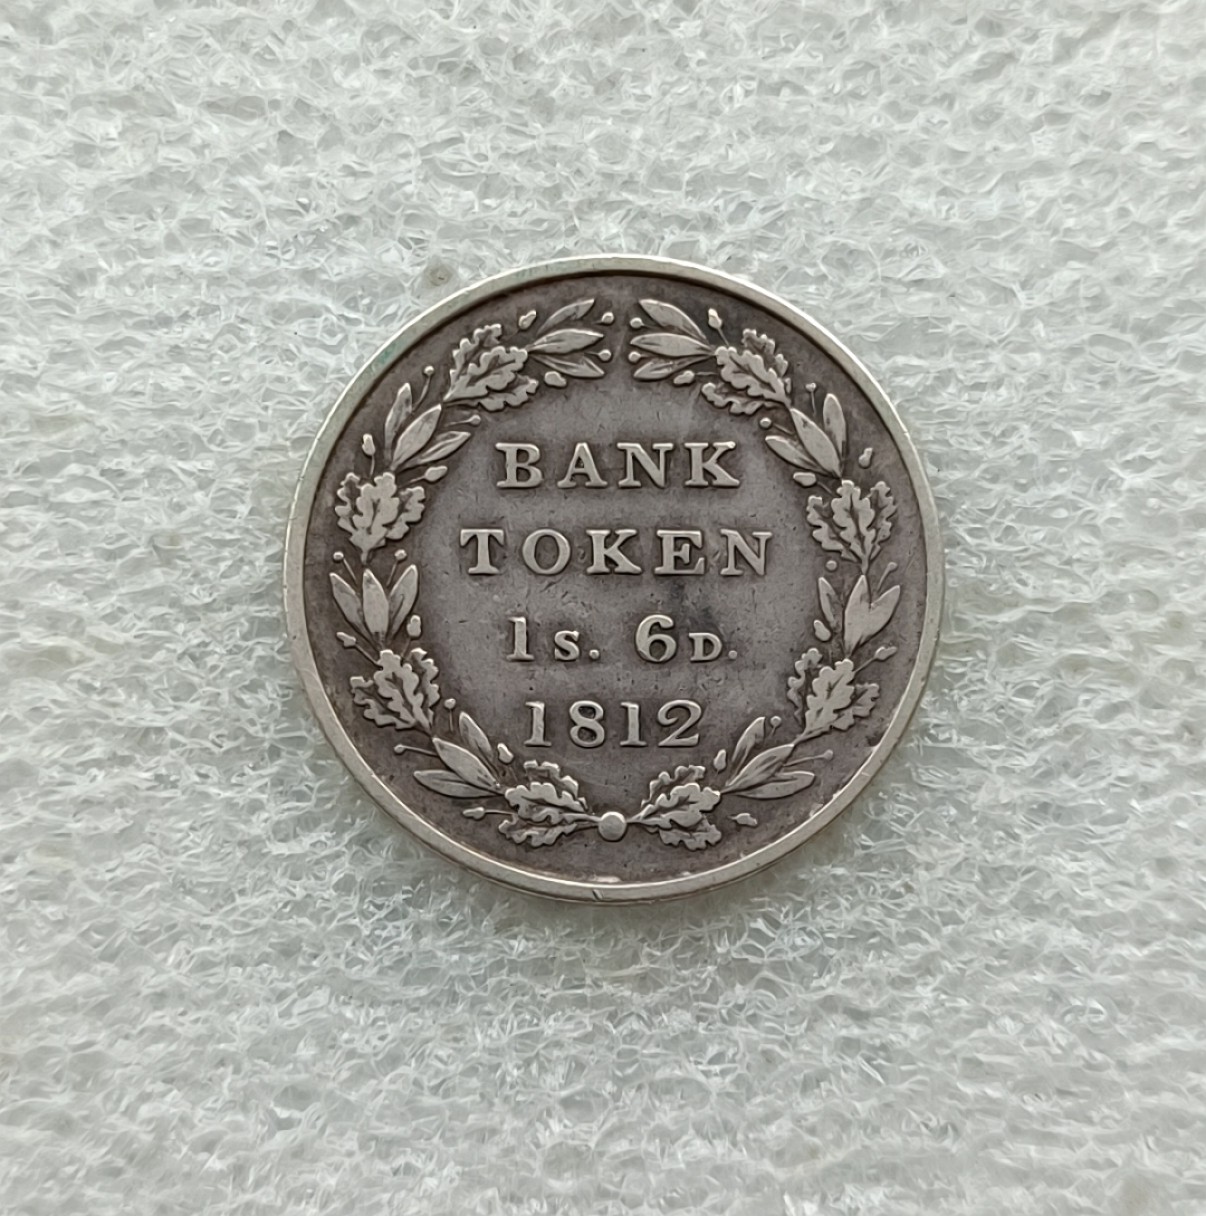 BANK
TOKEN
1s. 6D.
1812